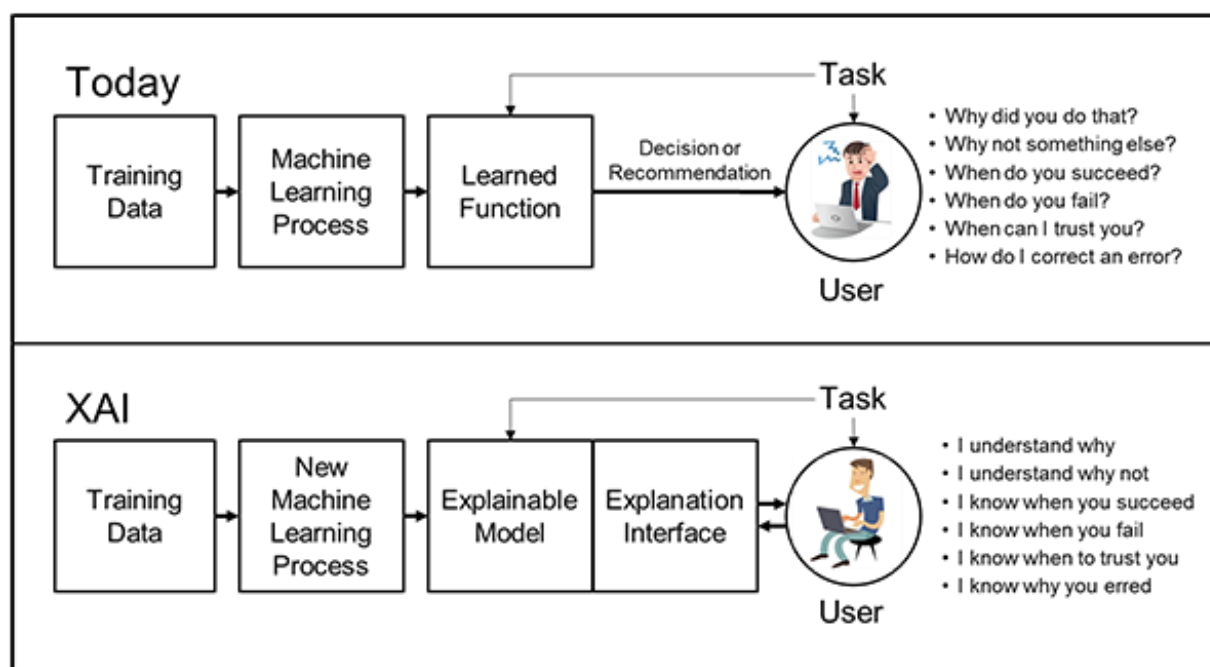 Today
Task
Training
Data
Machine
Learning
Process
Learned
Function
Decision or
Recommendation
User
• Why did you do that?
• Why not something else?
• When do you succeed?
• When do you fail?
• When can I trust you?
• How do I correct an error?
XAI
Task
Training
Data
New
Machine
Learning
Process
Explainable
Model
Explanation
Interface
User
• I understand why
• I understand why not
• I know when you succeed
• I know when you fail
• I know when to trust you
• I know why you erred